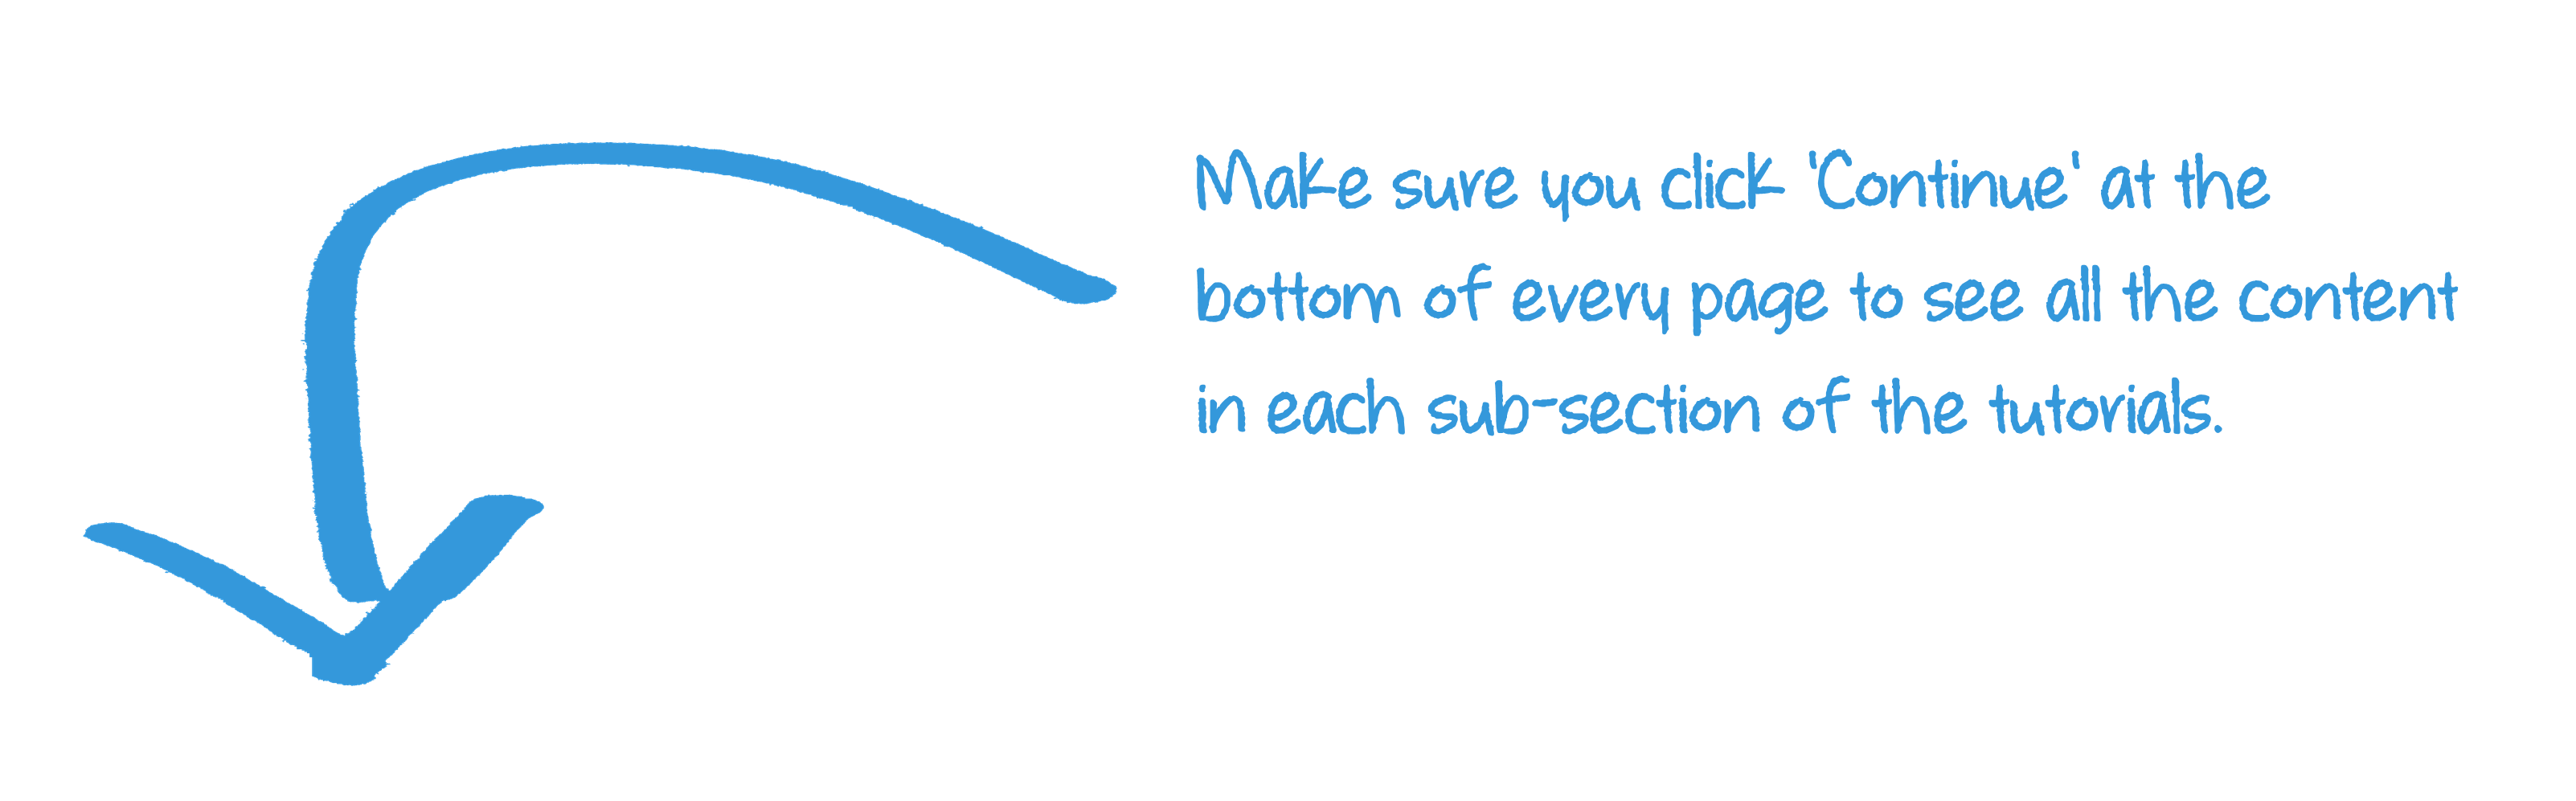 Make sure you click 'Continue' at the
bottom of every page to see all the content
in each sub-section of the tutorials.